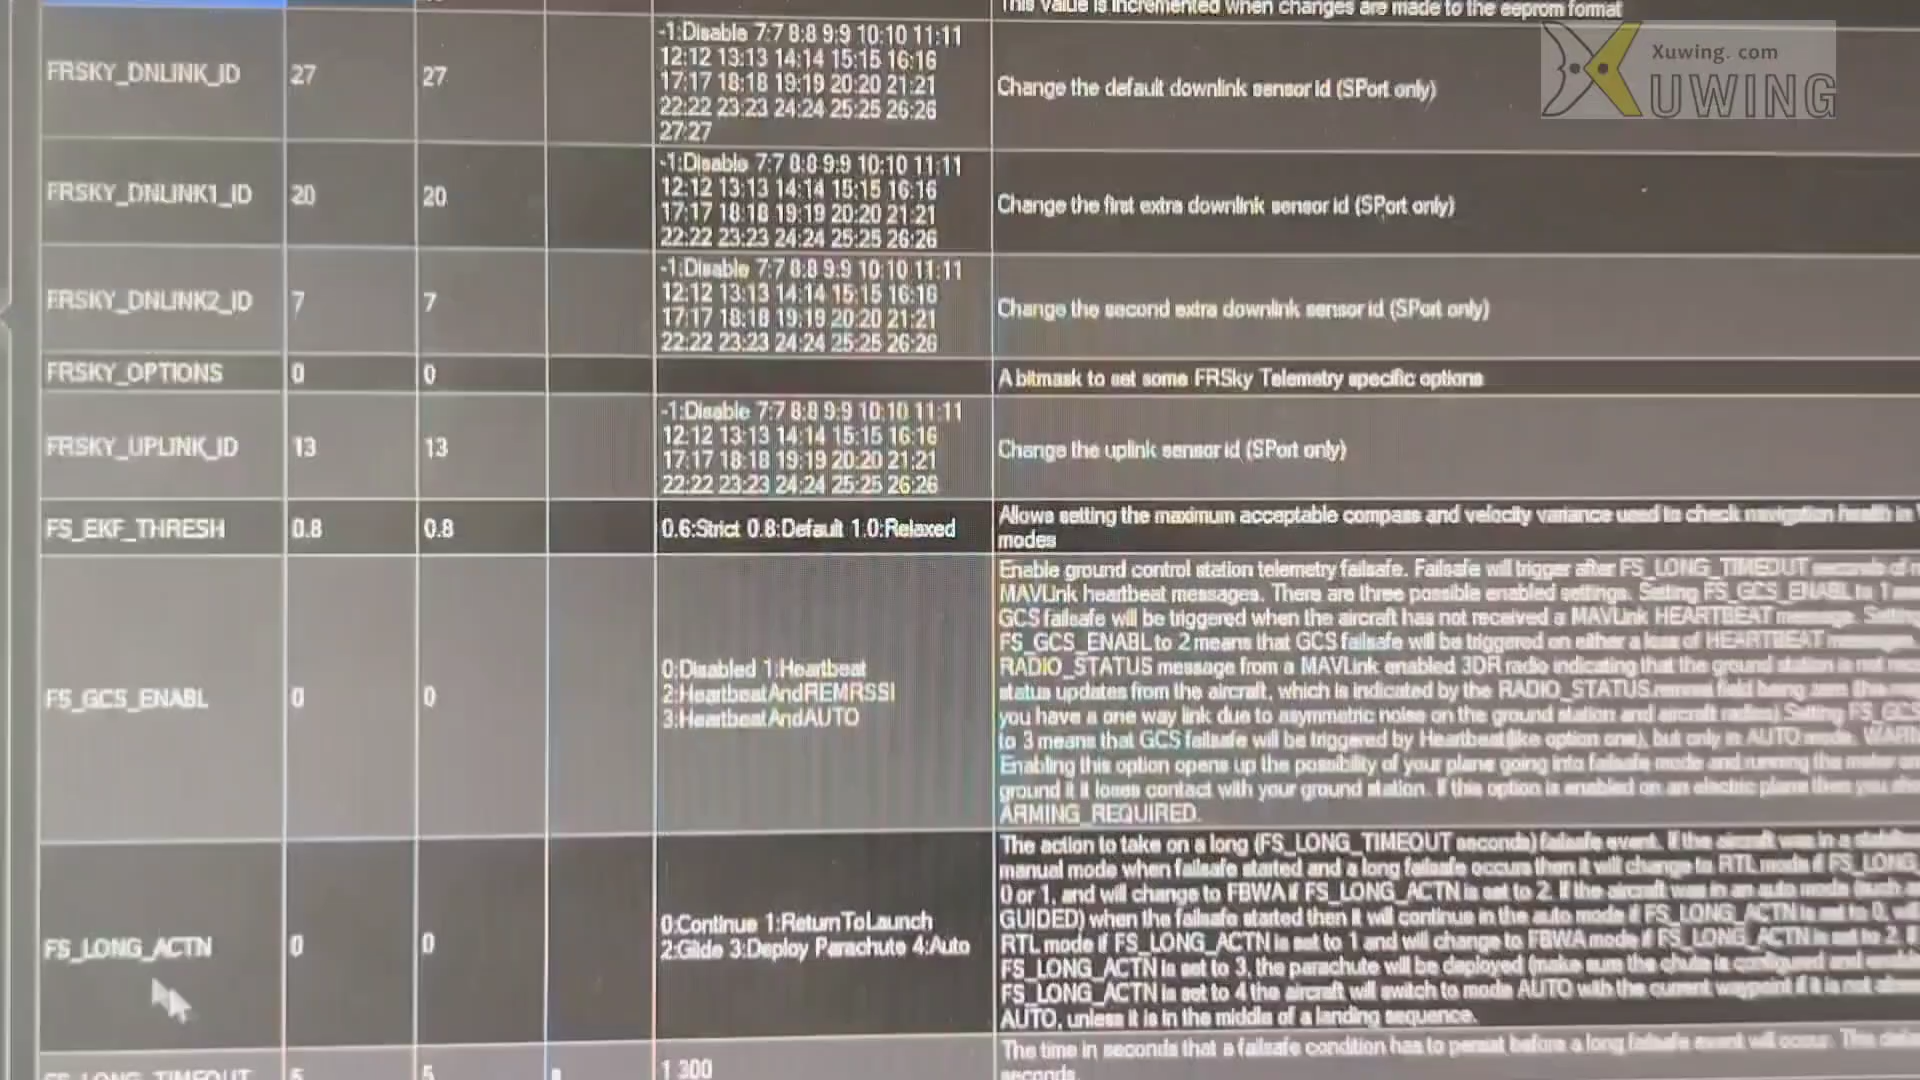 This value is incremented when changes are made to the eeprom format
Xuwing. com
XUWING
FRSKY_DNLINK_ID 27 27
-1:Disable 7:7 8:8 9:9 10:10 11:11
12:12 13:13 14:14 15:15 16:16
17:17 18:18 19:19 20:20 21:21
22:22 23:23 24:24 25:25 26:26
27:27
Change the default downlink sensor id (SPort only)
FRSKY_DNLINK1_ID 20 20
-1:Disable 7:7 8:8 9:9 10:10 11:11
12:12 13:13 14:14 15:15 16:16
17:17 18:18 19:19 20:20 21:21
22:22 23:23 24:24 25:25 26:26
Change the first extra downlink sensor id (SPort only)
FRSKY_DNLINK2_ID 7 7
-1:Disable 7:7 8:8 9:9 10:10 11:11
12:12 13:13 14:14 15:15 16:16
17:17 18:18 19:19 20:20 21:21
22:22 23:23 24:24 25:25 26:26
Change the second extra downlink sensor id (SPort only)
FRSKY_OPTIONS 0 0
A bitmask to set some FRSky Telemetry specific options
FRSKY_UPLINK_ID 13 13
-1:Disable 7:7 8:8 9:9 10:10 11:11
12:12 13:13 14:14 15:15 16:16
17:17 18:18 19:19 20:20 21:21
22:22 23:23 24:24 25:25 26:26
Change the uplink sensor id (SPort only)
FS_EKF_THRESH 0.8 0.8
0.6:Strict 0.8:Default 1.0:Relaxed
Allows setting the maximum acceptable compass and velocity variance used to check navigation health in
modes
FS_GCS_ENABL 0 0
0:Disabled 1:Heartbeat
2:HeartbeatAndREMRSSI
3:HeartbeatAndAUTO
Enable ground control station telemetry failsafe. Failsafe will trigger after FS_LONG_TIMEOUT seconds of
MAVLink heartbeat messages. There are three possible enabled settings. Setting FS_GCS_ENABL to 1
GCS failsafe will be triggered when the aircraft has not received a MAVLink HEARTBEAT message. Setting
FS_GCS_ENABL to 2 means that GCS failsafe will be triggered on either a loss of HEARTBEAT message,
RADIO_STATUS message from a MAVLink enabled 3DR radio indicating that the ground station is not
status updates from the aircraft, which is indicated by the RADIO_STATUS remrssi field being zero
you have a one way link due to asymmetric noise on the ground station and aircraft radios) Setting FS_GCS
to 3 means that GCS failsafe will be triggered by Heartbeat(like option one), but only in AUTO mode.
Enabling this option opens up the possibility of your plane going into failsafe mode and running the motor on
ground it it loses contact with your ground station. If this option is enabled on an electric plane then you
ARMING_REQUIRED.
FS_LONG_ACTN 0 0
0:Continue 1:ReturnToLaunch
2:Glide 3:Deploy Parachute 4:Auto
The action to take on a long (FS_LONG_TIMEOUT seconds) failsafe event. If the aircraft was in a
manual mode when failsafe started and a long failsafe occurs then it will change to RTL mode if FS_LONG_
0 or 1, and will change to FBWA if FS_LONG_ACTN is set to 2. If the aircraft was in an auto mode (such
GUIDED) when the failsafe started then it will continue in the auto mode if FS_LONG_ACTN is set to 0,
RTL mode if FS_LONG_ACTN is set to 1 and will change to FBWA mode if FS_LONG_ACTN is set to 2.
FS_LONG_ACTN is set to 3, the parachute will be deployed (make sure the chute is configured and
FS_LONG_ACTN is set to 4 the aircraft will switch to mode AUTO with the current waypoint if it is not
AUTO, unless it is in the middle of a landing sequence.
FS_LONG_TIMEOUT 5 5
1 300
The time in seconds that a failsafe condition has to persist before a long failsafe event will occur.
seconds.